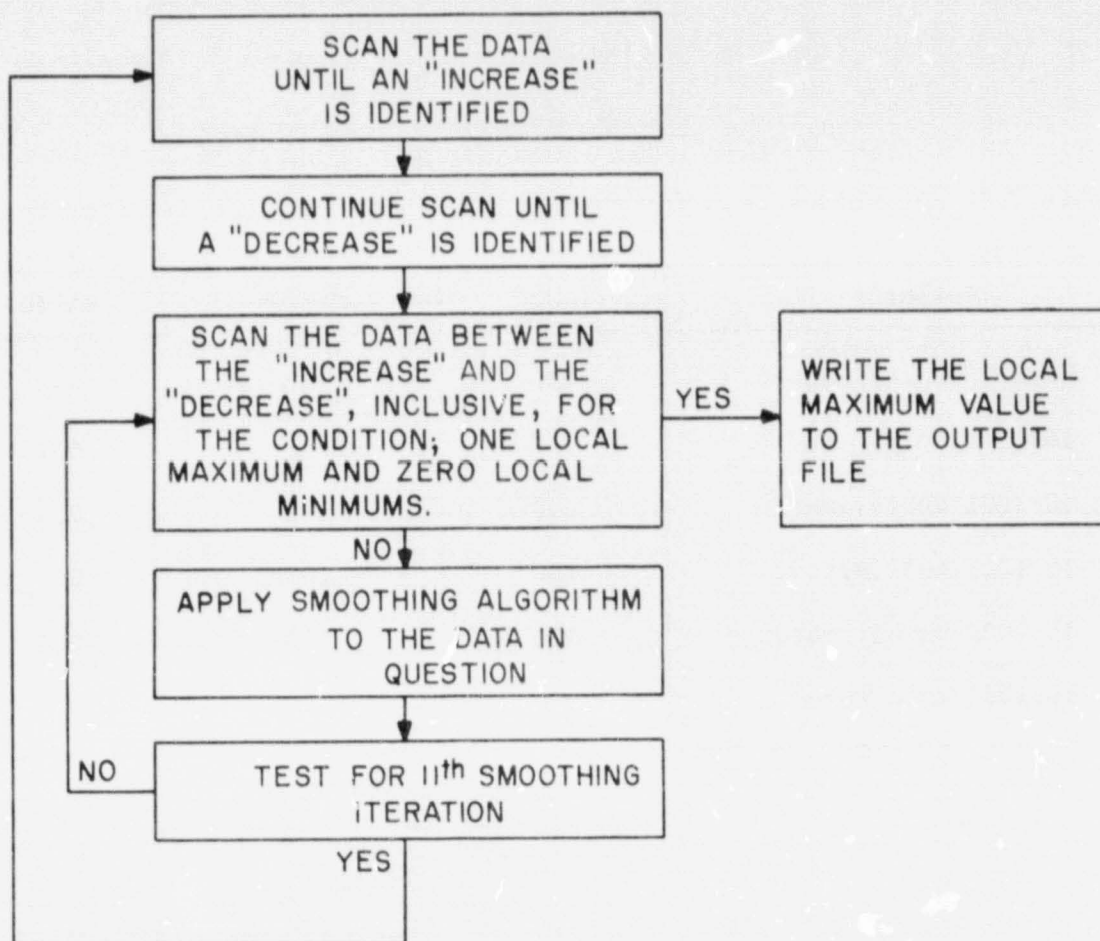 SCAN THE DATA
UNTIL AN "INCREASE"
IS IDENTIFIED
CONTINUE SCAN UNTIL
A "DECREASE" IS IDENTIFIED
SCAN THE DATA BETWEEN
THE "INCREASE" AND THE
"DECREASE", INCLUSIVE, FOR
THE CONDITION; ONE LOCAL
MAXIMUM AND ZERO LOCAL
MiNIMUMS.
YES
WRITE THE LOCAL
MAXIMUM VALUE
TO THE OUTPUT
FILE
NO
APPLY SMOOTHING ALGORITHM
TO THE DATA IN
QUESTION
NO
TEST FOR 11th SMOOTHING
iTERATION
YES